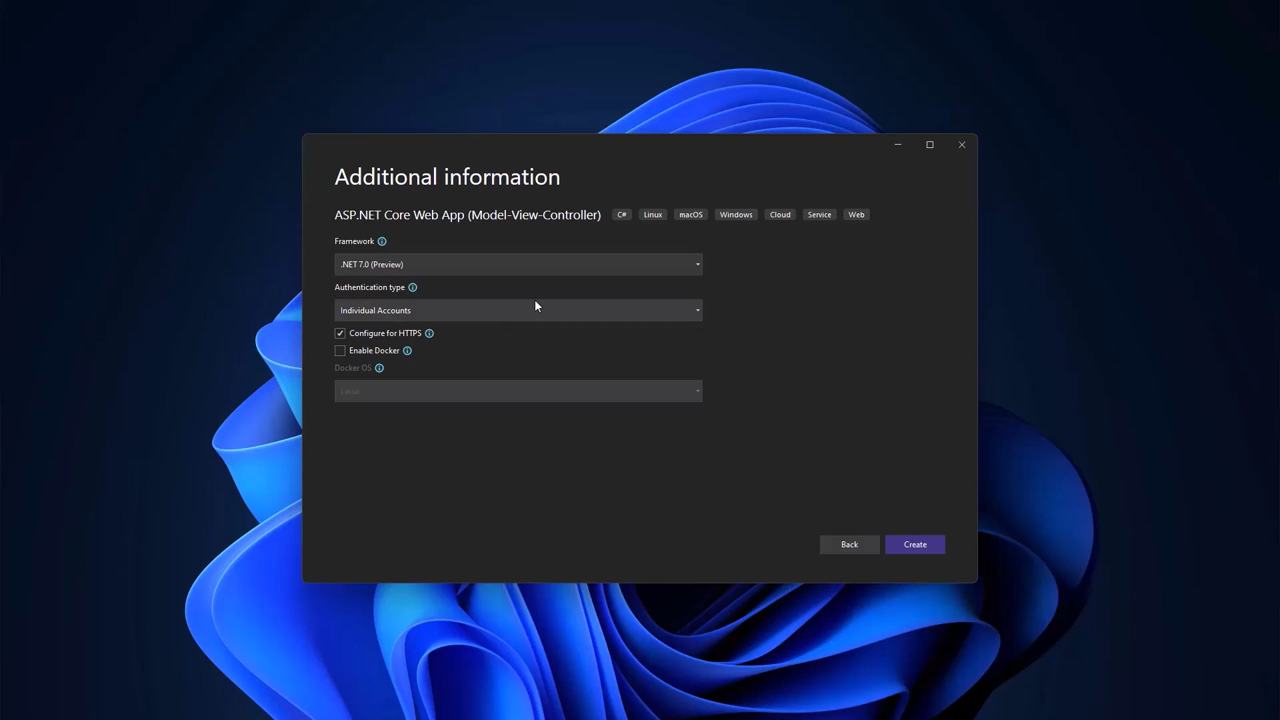 Additional information
ASP.NET Core Web App (Model-View-Controller) C# Linux macOS Windows Cloud Service Web
Framework
.NET 7.0 (Preview)
Authentication type
Individual Accounts
Configure for HTTPS
Enable Docker
Docker OS
Linux
Back Create